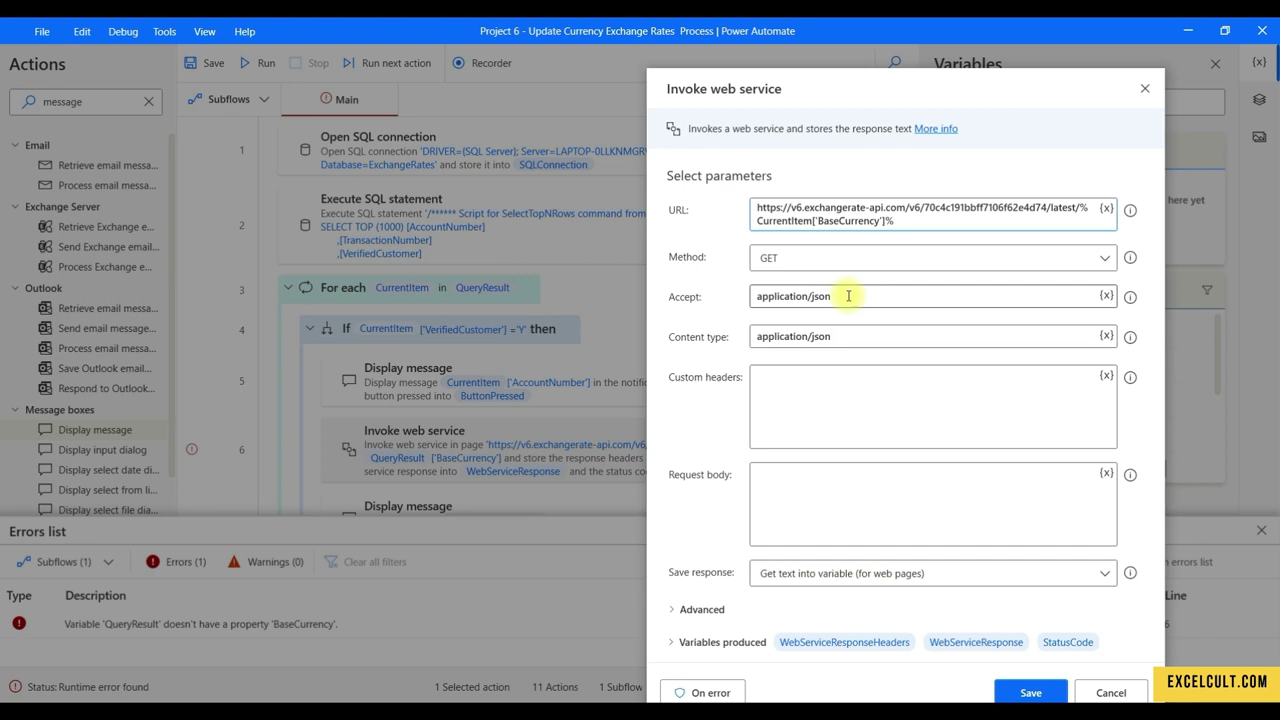 File Edit Debug Tools View Help
Project 6 - Update Currency Exchange Rates Process | Power Automate
Actions
message
Email
Retrieve email messa...
Process email messa...
Exchange Server
Retrieve Exchange e...
Send Exchange email...
Process Exchange e...
Outlook
Retrieve email messa...
Send email message...
Process email messa...
Save Outlook email...
Respond to Outlook...
Message boxes
Display message
Display input dialog
Display select date di...
Display select from li...
Display select file dia...
Save Run Stop Run next action Recorder
Subflows Main
1
Open SQL connection
Open SQL connection 'DRIVER={SQL Server}; Server=
Database=ExchangeRates' and store it into SQLConnection
2
Execute SQL statement
Execute SQL statement '/****** Script for SelectTopNRows command from
SELECT TOP (1000) [AccountNumber]
,[TransactionNumber]
,[VerifiedCustomer]
3
For each CurrentItem in QueryResult
4
If CurrentItem ['VerifiedCustomer'] ='Y' then
5
Display message
Display message CurrentItem ['AccountNumber'] in the notifi
button pressed into ButtonPressed
6
Invoke web service
Invoke web service in page 'https://v6.exchangerate-api.com/v6/
QueryResult ['BaseCurrency'] and store the response headers
service response into WebServiceResponse and the status co
Display message
Variables
here yet
Invoke web service
Invokes a web service and stores the response text More info
Select parameters
URL:
https://v6.exchangerate-api.com/v6/70c4c191bbff7106f62e4d74/latest/%
CurrentItem['BaseCurrency']%
{x}
Method: GET
Accept: application/json {x}
Content type: application/json {x}
Custom headers: {x}
Request body: {x}
Save response: Get text into variable (for web pages)
Advanced
Variables produced WebServiceResponseHeaders WebServiceResponse StatusCode
On error Save Cancel
Errors list
Subflows (1) Errors (1) Warnings (0) Clear all filters
errors list
Type Description Line
Variable 'QueryResult' doesn't have a property 'BaseCurrency'.
Status: Runtime error found 1 Selected action 11 Actions 1 Subflow
EXCELCULT.COM